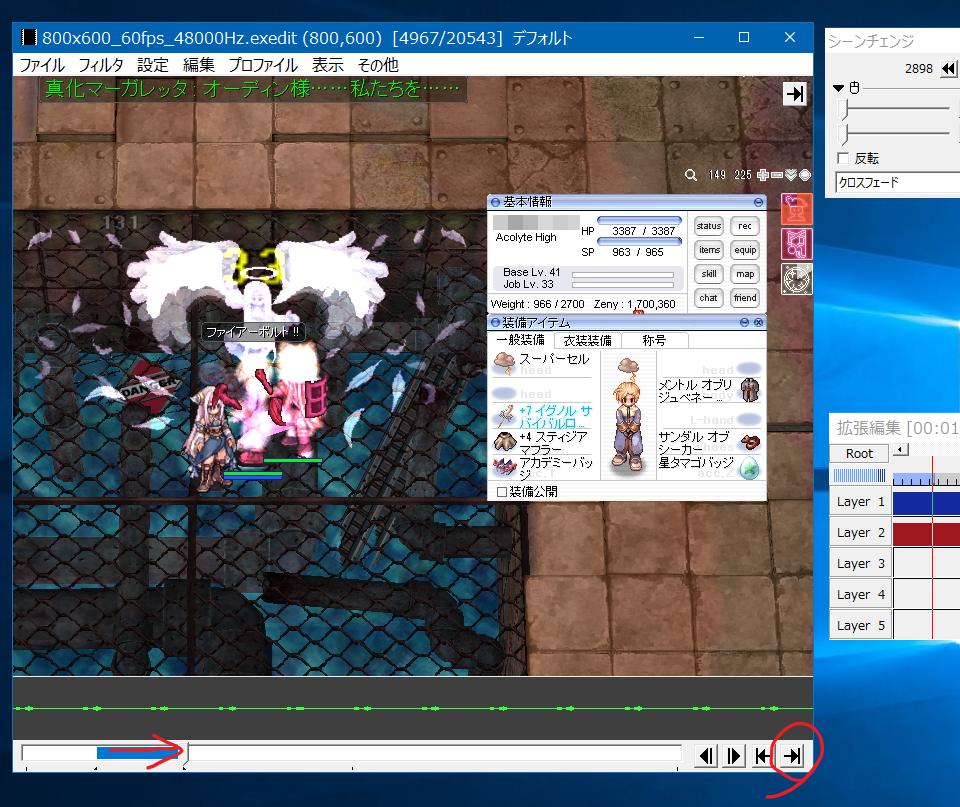 800x600_60fps_48000Hz.exedit (800,600) [4967/20543] デフォルト
ファイル フィルタ 設定 編集 プロファイル 表示 その他
真化マーガレッタ : オーディン様……私たちを……
149 225
131
基本情報
Acolyte High
HP 3387 / 3387
SP 963 / 965
Base Lv. 41
Job Lv. 33
Weight : 966 / 2700 Zeny : 1,700,360
status rec
items equip
skill map
chat friend
ファイアーボルト !!
DANGER
装備アイテム
一般装備 衣装装備 称号
スーパーセル
head
head
head
メントル オブリ
ジュベネー ...
+7 イグノル サ
バイバルロ...
L-hand
+4 スティジア
マフラー
サンダル オブ
シーカー
アカデミーバッ
ジ
星タマゴバッジ
acc.2
装備公開
シーンチェンジ
2898
反転
クロスフェード
拡張編集 [00:01
Root
Layer 1
Layer 2
Layer 3
Layer 4
Layer 5